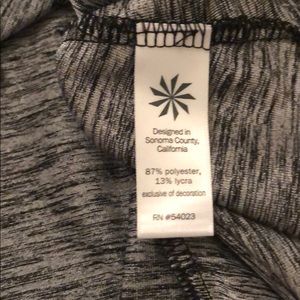 Designed in
Sonoma County,
California
87% polyester,
13% lycra
exclusive of decoration
RN #54023